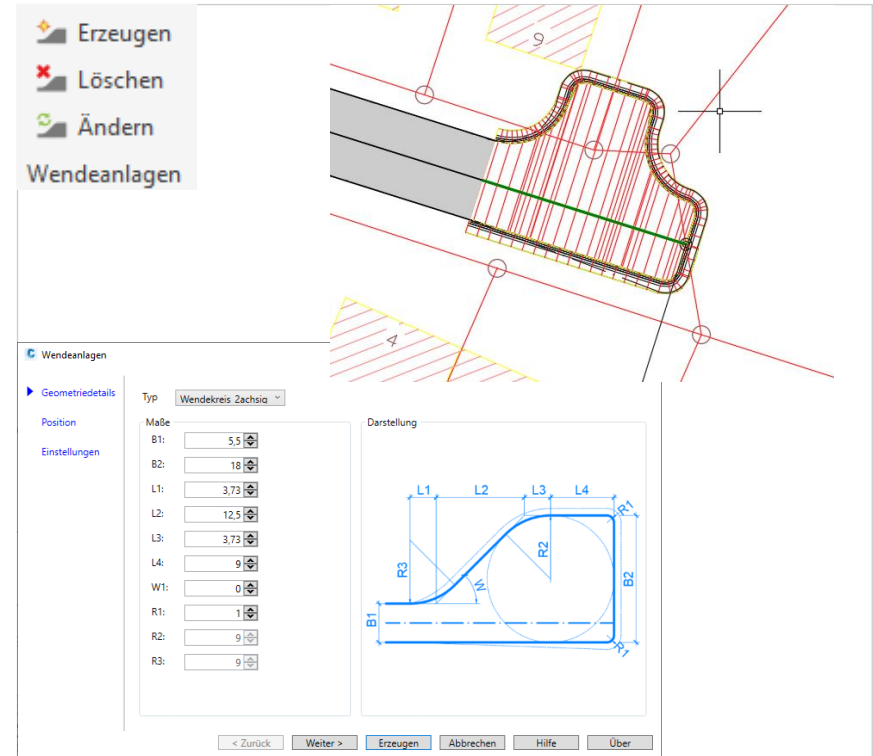 Erzeugen
Löschen
Ändern
Wendeanlagen
9
4
Wendeanlagen
Geometriedetails
Position
Einstellungen
Typ Wendekreis 2achsig
Maße
B1: 5,5
B2: 18
L1: 3,73
L2: 12,5
L3: 3,73
L4: 9
W1: 0
R1: 1
R2: 9
R3: 9
Darstellung
L1 L2 L3 L4
R1
R2
R3
W
B2
B1
R1
< Zurück Weiter > Erzeugen Abbrechen Hilfe Über